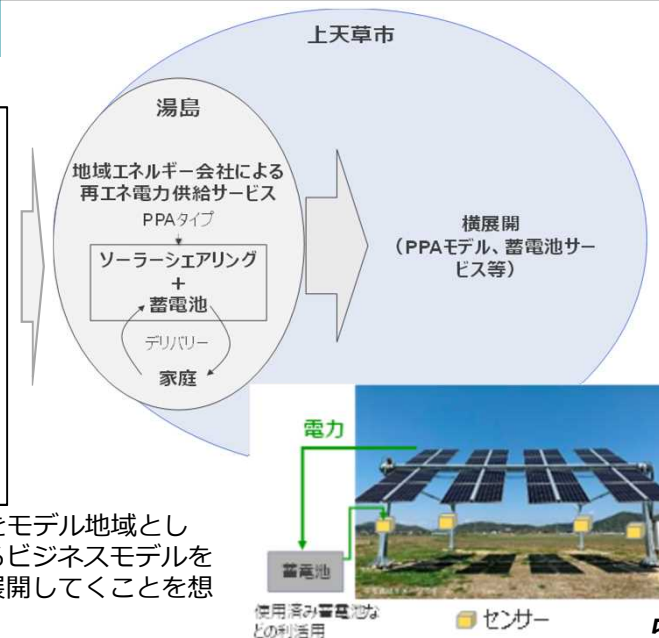 上天草市
湯島
地域エネルギー会社による
再エネ電力供給サービス
PPAタイプ
ソーラーシェアリング
+
蓄電池
デリバリー
家庭
横展開
（PPAモデル、蓄電池サー
ビス等）
をモデル地域とし
るビジネスモデルを
展開してくことを想
電力
蓄電池
使用済み蓄電池な
どの利活用
センサー